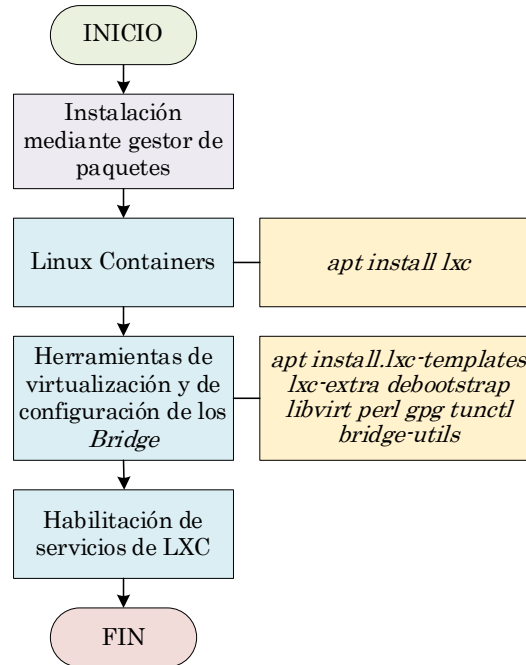 INICIO
Instalación
mediante gestor de
paquetes
Linux Containers
apt install lxc
Herramientas de
virtualización y de
configuración de los
Bridge
apt install.lxc-templates
lxc-extra debootstrap
libvirt perl gpg tunctl
bridge-utils
Habilitación de
servicios de LXC
FIN